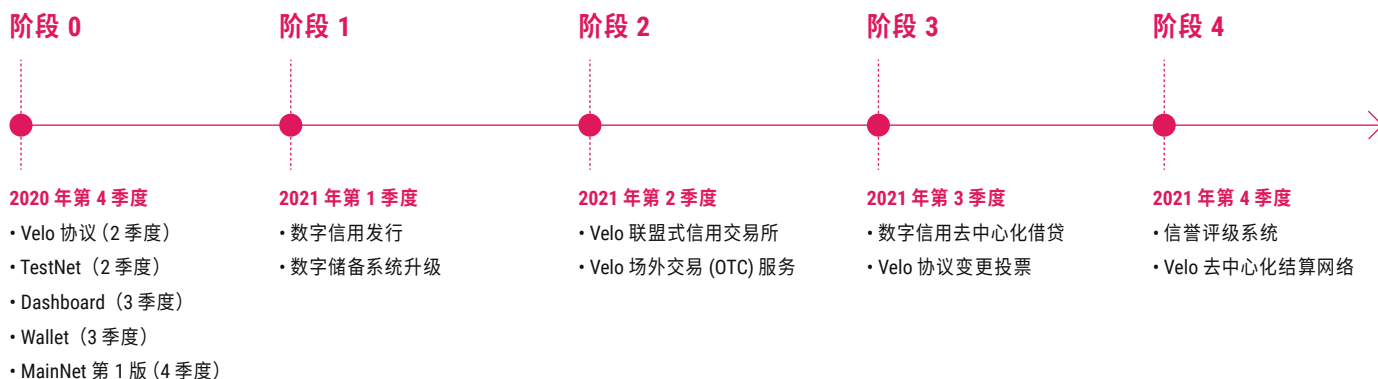 阶段 0
2020 年第 4 季度
• Velo 协议（2 季度）
• TestNet（2 季度）
• Dashboard（3 季度）
• Wallet（3 季度）
• MainNet 第 1 版（4 季度）
阶段 1
2021 年第 1 季度
• 数字信用发行
• 数字储备系统升级
阶段 2
2021 年第 2 季度
• Velo 联盟式信用交易所
• Velo 场外交易 (OTC) 服务
阶段 3
2021 年第 3 季度
• 数字信用去中心化借贷
• Velo 协议变更投票
阶段 4
2021 年第 4 季度
• 信誉评级系统
• Velo 去中心化结算网络